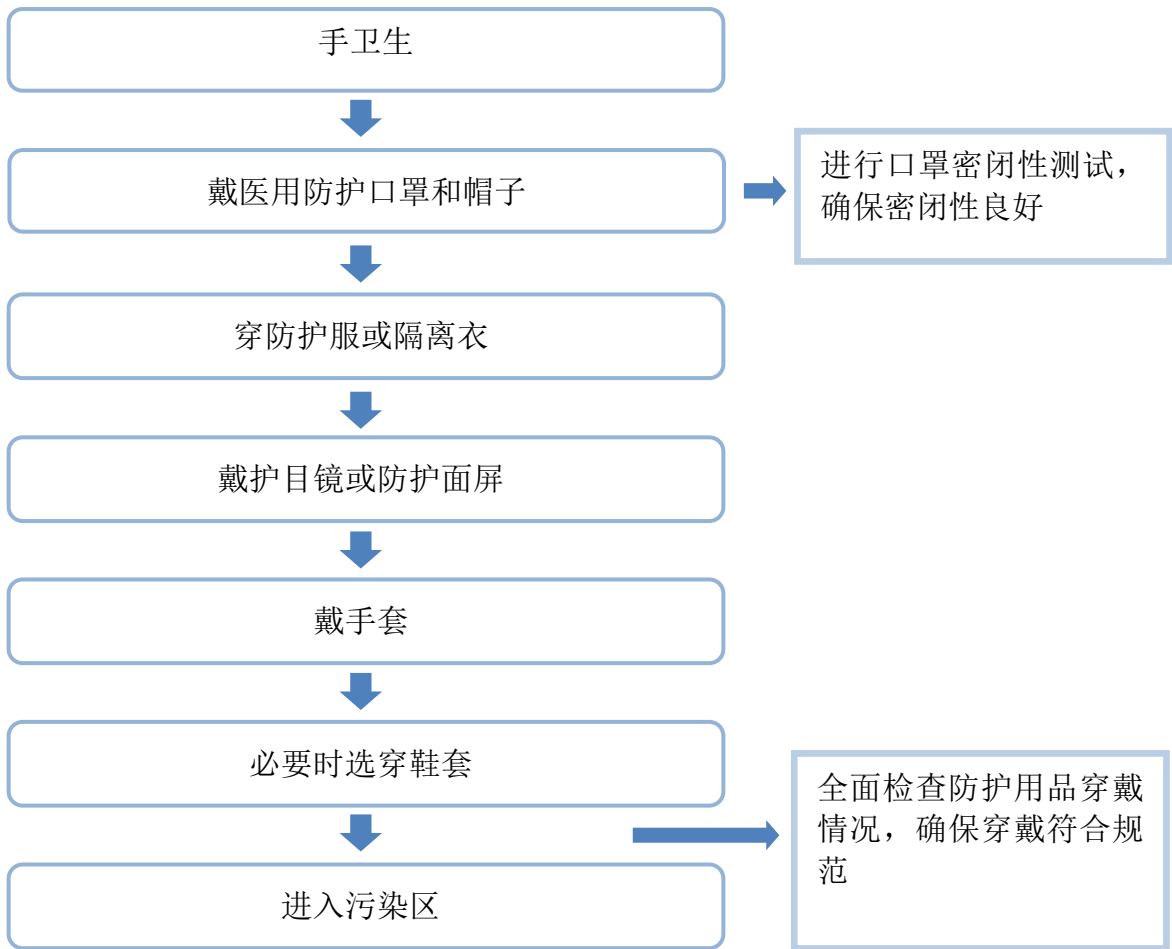 手卫生
戴医用防护口罩和帽子
进行口罩密闭性测试，
确保密闭性良好
穿防护服或隔离衣
戴护目镜或防护面屏
戴手套
必要时选穿鞋套
全面检查防护用品穿戴
情况，确保穿戴符合规
范
进入污染区